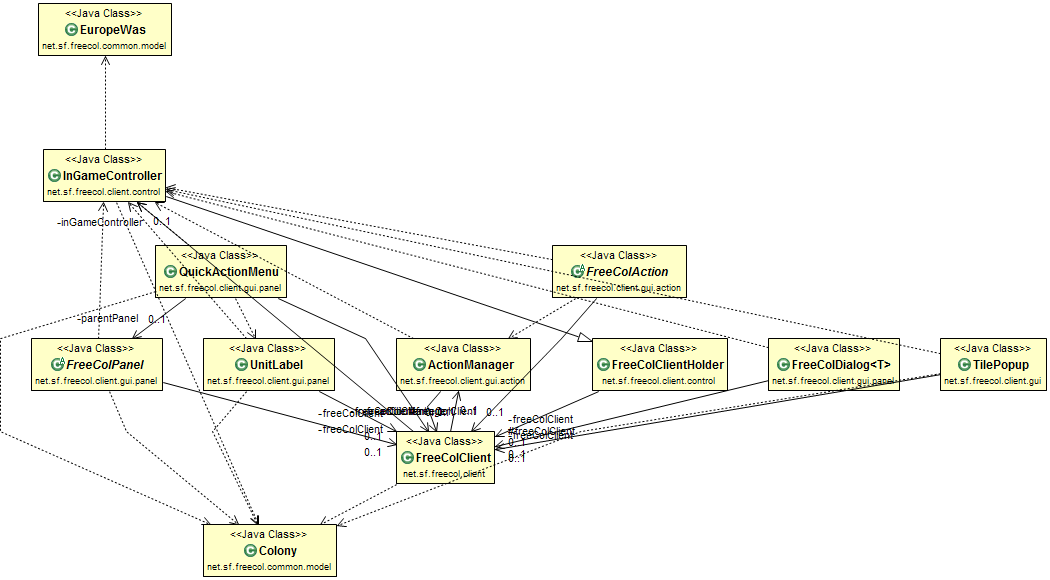 <<Java Class>>
EuropeWas
net.sf.freecol.common.model
<<Java Class>>
InGameController
net.sf.freecol.client.control
-inGameController
0..1
<<Java Class>>
QuickActionMenu
net.sf.freecol.client.gui.panel
<<Java Class>>
FreeColAction
net.sf.freecol.client.gui.action
-parentPanel
0..1
<<Java Class>>
FreeColPanel
net.sf.freecol.client.gui.panel
<<Java Class>>
UnitLabel
net.sf.freecol.client.gui.panel
<<Java Class>>
ActionManager
net.sf.freecol.client.gui.action
<<Java Class>>
FreeColClientHolder
net.sf.freecol.client.control
<<Java Class>>
FreeColDialog<T>
net.sf.freecol.client.gui.panel
<<Java Class>>
TilePopup
net.sf.freecol.client.gui
0..1
0..1
-freeColClient
-freeColClient
-freeColClient
#freeColClient
-freeColClient
0..1
0..1
0..1
0..1
0..1
<<Java Class>>
FreeColClient
net.sf.freecol.client
<<Java Class>>
Colony
net.sf.freecol.common.model